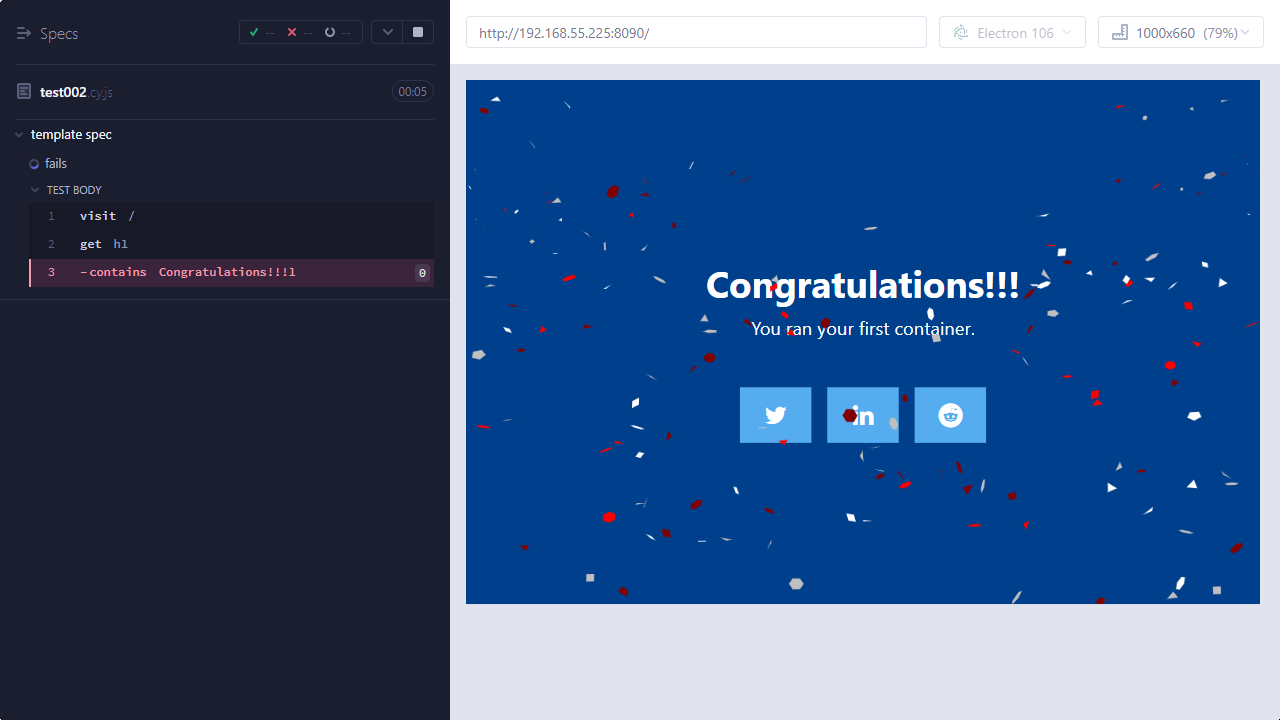 Specs
-- -- --
http://192.168.55.225:8090/
Electron 106
1000x660 (79%)
test002.cy.js
00:05
template spec
fails
TEST BODY
1 visit /
2 get h1
3 -contains Congratulations!!!1
0
Congratulations!!!
You ran your first container.
in